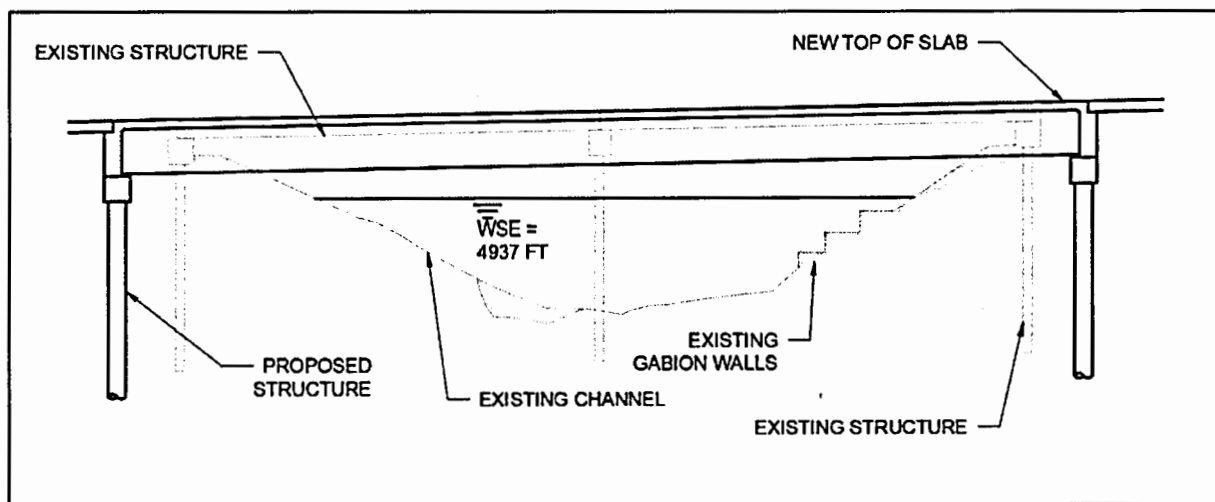 EXISTING STRUCTURE
NEW TOP OF SLAB
WSE =
4937 FT
PROPOSED
STRUCTURE
EXISTING CHANNEL
EXISTING
GABION WALLS
EXISTING STRUCTURE